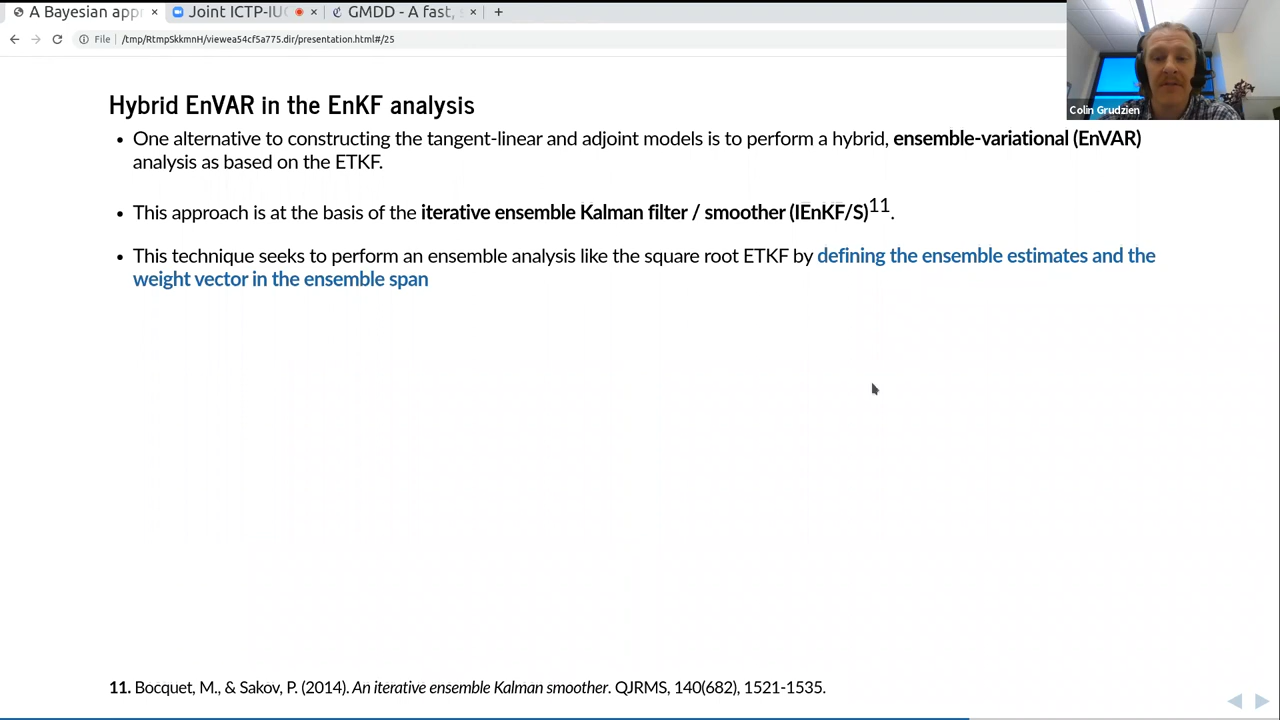 A Bayesian app
Joint ICTP-IU
GMDD - A fast,
File /tmp/RtmpSkkmnH/viewea54cf5a775.dir/presentation.html#/25
Colin Grudzien
Hybrid EnVAR in the EnKF analysis
• One alternative to constructing the tangent-linear and adjoint models is to perform a hybrid, ensemble-variational (EnVAR)
analysis as based on the ETKF.
• This approach is at the basis of the iterative ensemble Kalman filter / smoother (IEnKF/S)11.
• This technique seeks to perform an ensemble analysis like the square root ETKF by defining the ensemble estimates and the
weight vector in the ensemble span
11. Bocquet, M., & Sakov, P. (2014). An iterative ensemble Kalman smoother. QJRMS, 140(682), 1521-1535.